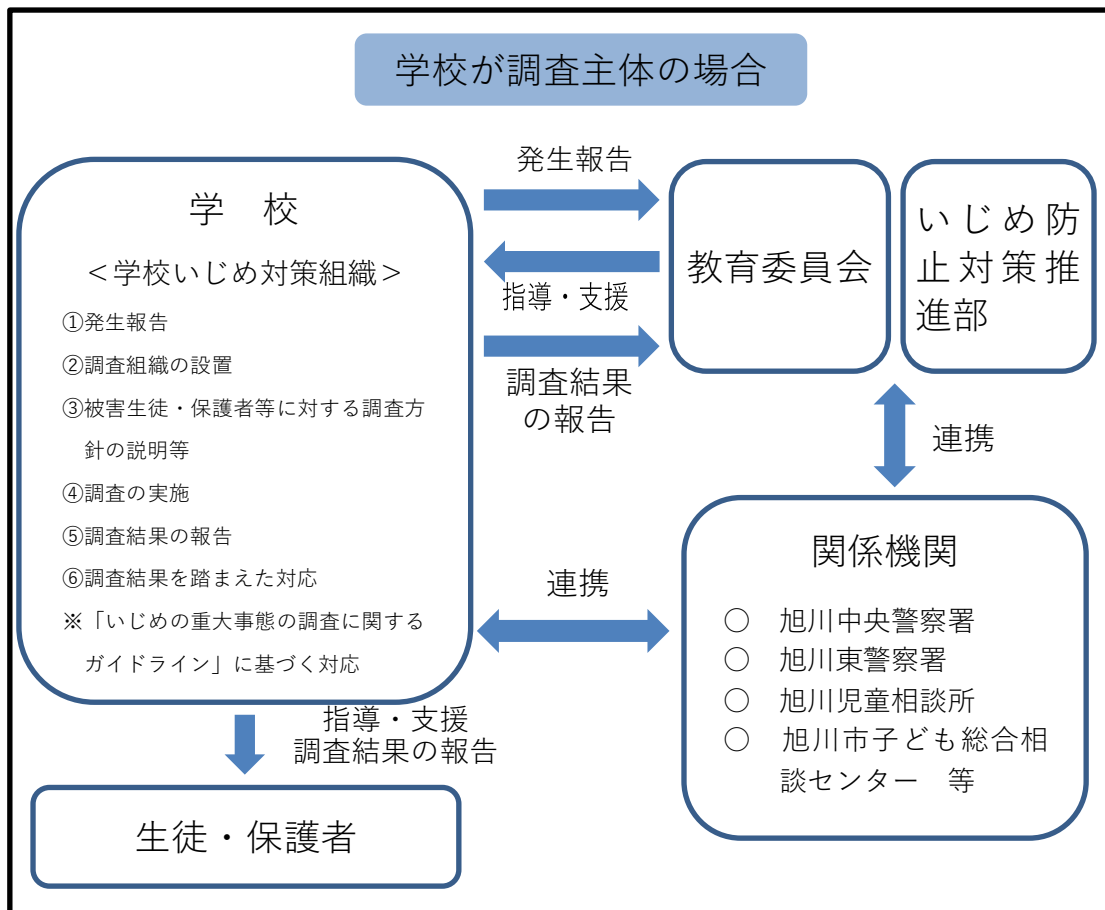 学校が調査主体の場合
学　校
＜学校いじめ対策組織＞
①発生報告
②調査組織の設置
③被害生徒・保護者等に対する調査方
針の説明等
④調査の実施
⑤調査結果の報告
⑥調査結果を踏まえた対応
※「いじめの重大事態の調査に関する
ガイドライン」に基づく対応
発生報告
指導・支援
調査結果
の報告
教育委員会
いじめ防
止対策推
進部
連携
連携
関係機関
○　旭川中央警察署
○　旭川東警察署
○　旭川児童相談所
○　旭川市子ども総合相
談センター　等
指導・支援
調査結果の報告
生徒・保護者